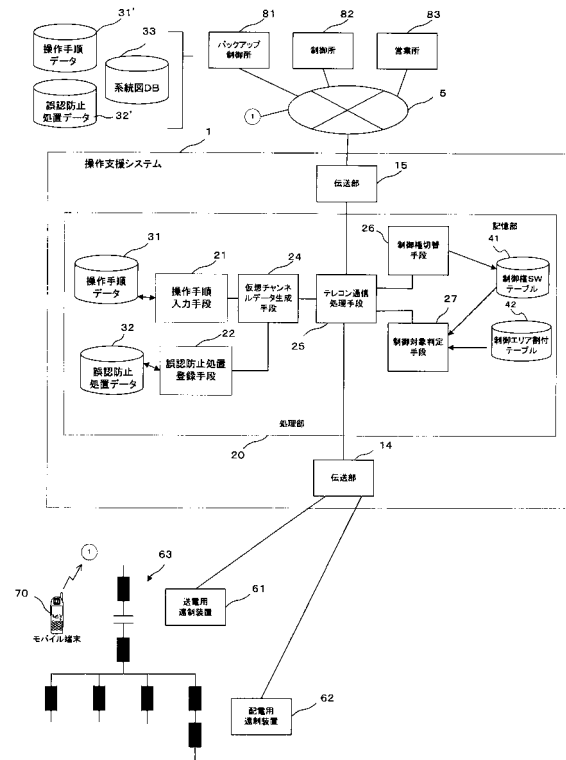 31'
操作手順
データ
33
系統図DB
誤認防止
処置データ
32'
81
バックアップ
制御所
82
制御所
83
営業所
5
1
1
操作支援システム
伝送部
15
31
操作手順
データ
21
操作手順
入力手段
24
仮想チャンネル
データ生成
手段
テレコン通信
処理手段
25
26
制御権切替
手段
記憶部
41
制御権SW
テーブル
27
制御対象判定
手段
42
制御エリア割付
テーブル
32
誤認防止
処置データ
22
誤認防止処置
登録手段
処理部
20
14
伝送部
1
70
モバイル端末
63
送電用
遠制装置
61
配電用
遠制装置
62